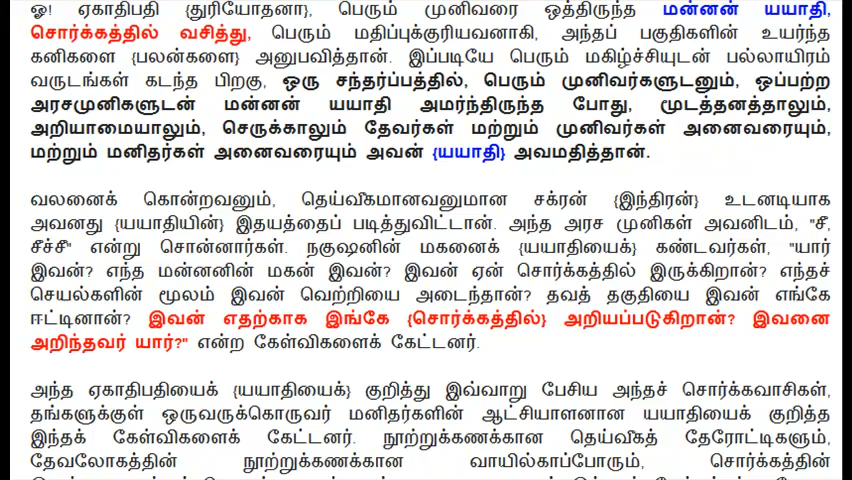 ஓ! ஏகாதிபதி {துரியோதனா}, பெரும் முனிவரை ஒத்திருந்த மன்னன் யயாதி,
சொர்க்கத்தில் வசித்து, பெரும் மதிப்புக்குரியவனாகி, அந்தப் பகுதிகளின் உயர்ந்த
கனிகளை {பலன்களை} அனுபவித்தான். இப்படியே பெரும் மகிழ்ச்சியுடன் பல்லாயிரம்
வருடங்கள் கடந்த பிறகு, ஒரு சந்தர்ப்பத்தில், பெரும் முனிவர்களுடனும், ஒப்பற்ற
அரசமுனிகளுடன் மன்னன் யயாதி அமர்ந்திருந்த போது, மூடத்தனத்தாலும்,
அறியாமையாலும், செருக்காலும் தேவர்கள் மற்றும் முனிவர்கள் அனைவரையும்,
மற்றும் மனிதர்கள் அனைவரையும் அவன் {யயாதி} அவமதித்தான்.
வலனைக் கொன்றவனும், தெய்வீகமானவனுமான சக்ரன் {இந்திரன்} உடனடியாக
அவனது {யயாதியின்} இதயத்தைப் படித்துவிட்டான். அந்த அரச முனிகள் அவனிடம், "சீ,
சீச்சீ" என்று சொன்னார்கள். நகுஷனின் மகனைக் {யயாதியைக்} கண்டவர்கள், "யார்
இவன்? எந்த மன்னனின் மகன் இவன்? இவன் ஏன் சொர்க்கத்தில் இருக்கிறான்? எந்தச்
செயல்களின் மூலம் இவன் வெற்றியை அடைந்தான்? தவத் தகுதியை இவன் எங்கே
ஈட்டினான்? இவன் எதற்காக இங்கே {சொர்க்கத்தில்} அறியப்படுகிறான்? இவனை
அறிந்தவர் யார்?" என்ற கேள்விகளைக் கேட்டனர்.
அந்த ஏகாதிபதியைக் {யயாதியைக்} குறித்து இவ்வாறு பேசிய அந்தச் சொர்க்கவாசிகள்,
தங்களுக்குள் ஒருவருக்கொருவர் மனிதர்களின் ஆட்சியாளனான யயாதியைக் குறித்த
இந்தக் கேள்விகளைக் கேட்டனர். நூற்றுக்கணக்கான தெய்வீகத் தேரோட்டிகளும்,
தேவலோகத்தின் நூற்றுக்கணக்கான வாயில்காப்போரும், சொர்க்கத்தின்